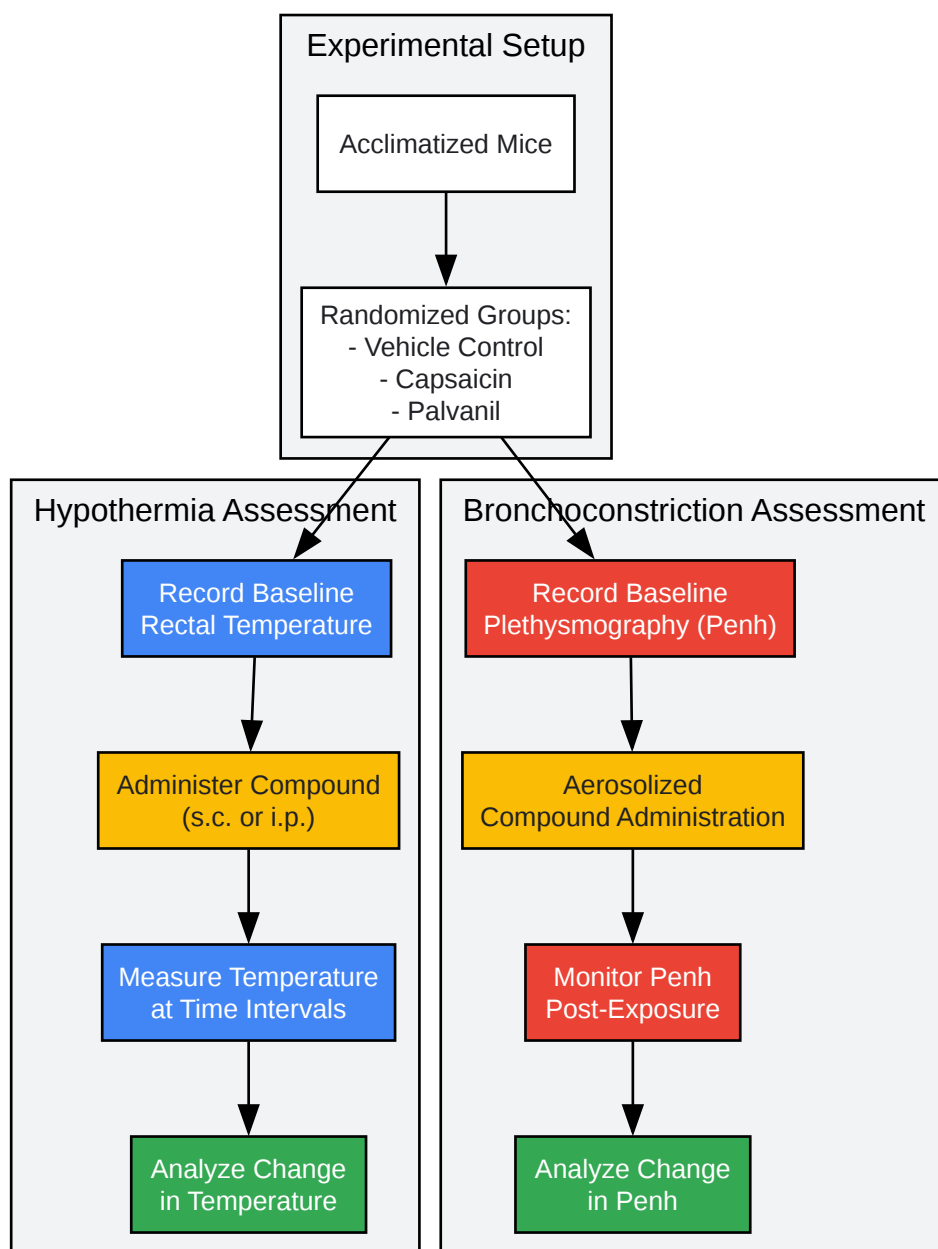 Experimental Setup
Acclimatized Mice
Randomized Groups:
- Vehicle Control
- Capsaicin
- Palvanil
Hypothermia Assessment
Record Baseline
Rectal Temperature
Administer Compound
(s.c. or i.p.)
Measure Temperature
at Time Intervals
Analyze Change
in Temperature
Bronchoconstriction Assessment
Record Baseline
Plethysmography (Penh)
Aerosolized
Compound Administration
Monitor Penh
Post-Exposure
Analyze Change
in Penh